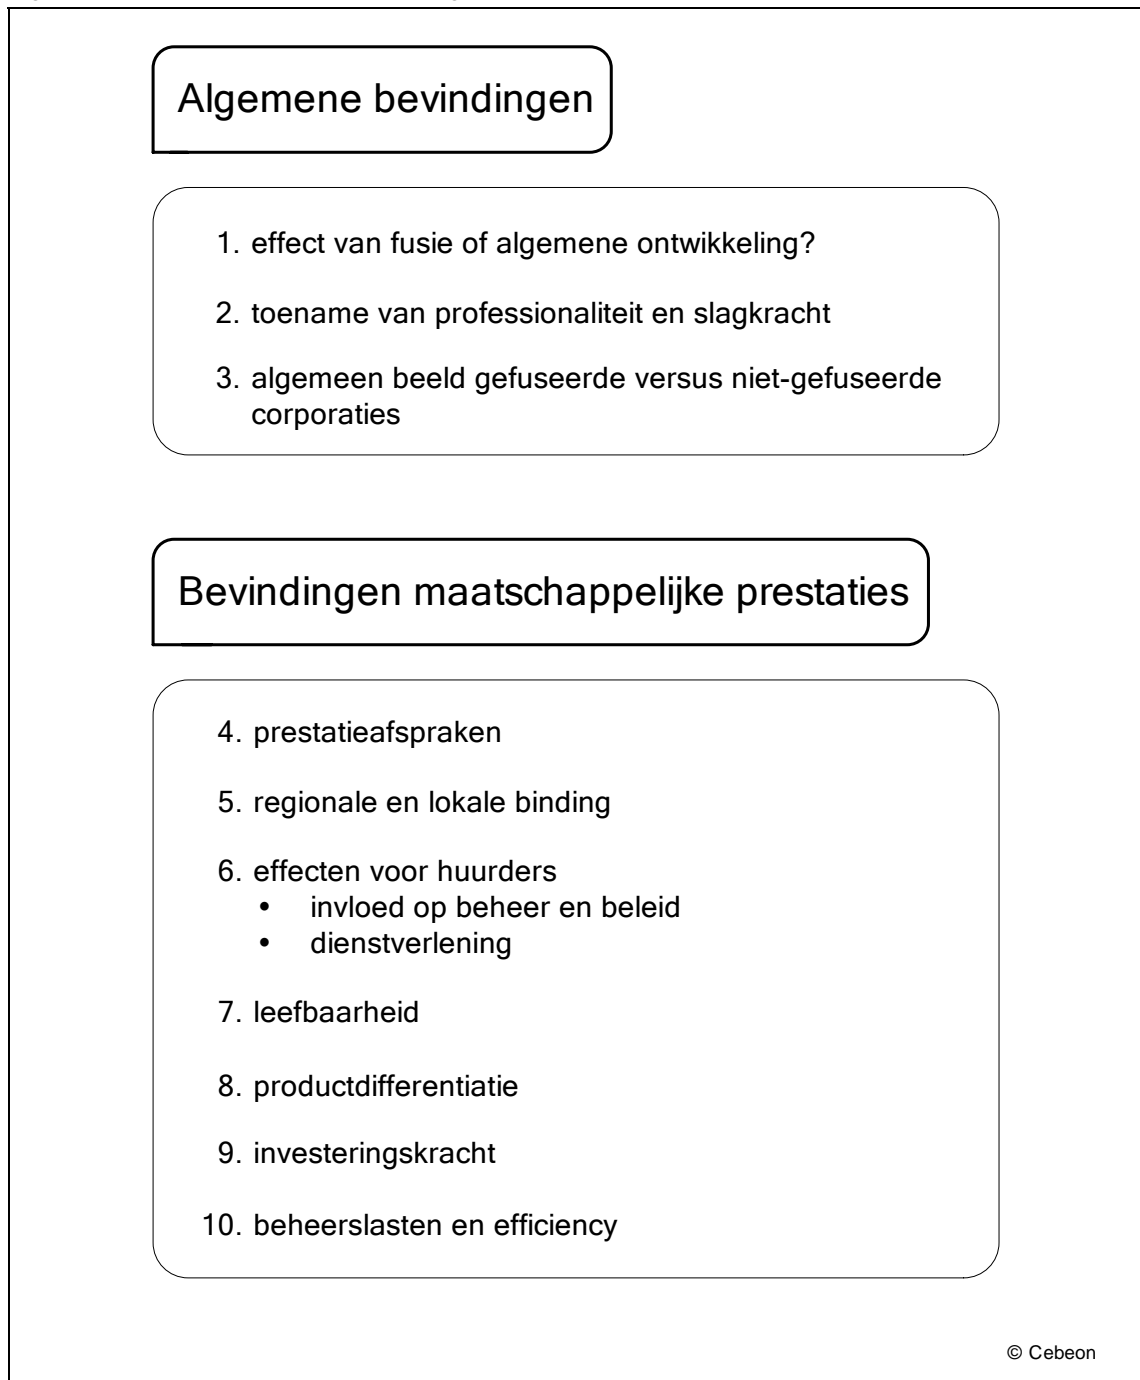 Algemene bevindingen
1. effect van fusie of algemene ontwikkeling?
2. toename van professionaliteit en slagkracht
3. algemeen beeld gefuseerde versus niet-gefuseerde
corporaties
Bevindingen maatschappelijke prestaties
4. prestatieafspraken
5. regionale en lokale binding
6. effecten voor huurders
• invloed op beheer en beleid
• dienstverlening
7. leefbaarheid
8. productdifferentiatie
9. investeringskracht
10. beheerslasten en efficiency
© Cebeon